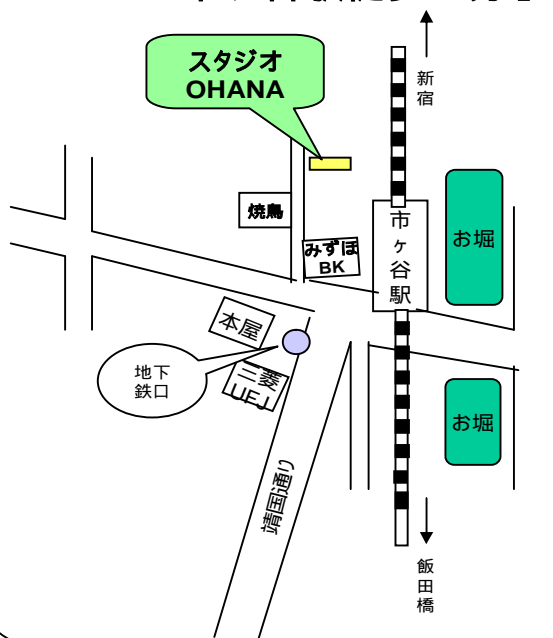 スタジオ
OHANA
新宿
焼鳥
みずほ
BK
市ヶ谷駅
お堀
本屋
地下
鉄口
三菱
UFJ
お堀
靖国通り
飯田橋